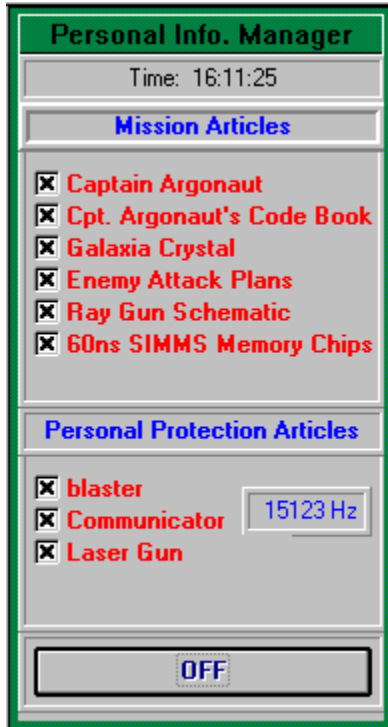 Personal Info. Manager
Time: 16:11:25
Mission Articles
Captain Argonaut
Cpt. Argonaut's Code Book
Galaxia Crystal
Enemy Attack Plans
Ray Gun Schematic
60ns SIMMS Memory Chips
Personal Protection Articles
blaster
Communicator
15123 Hz
Laser Gun
OFF